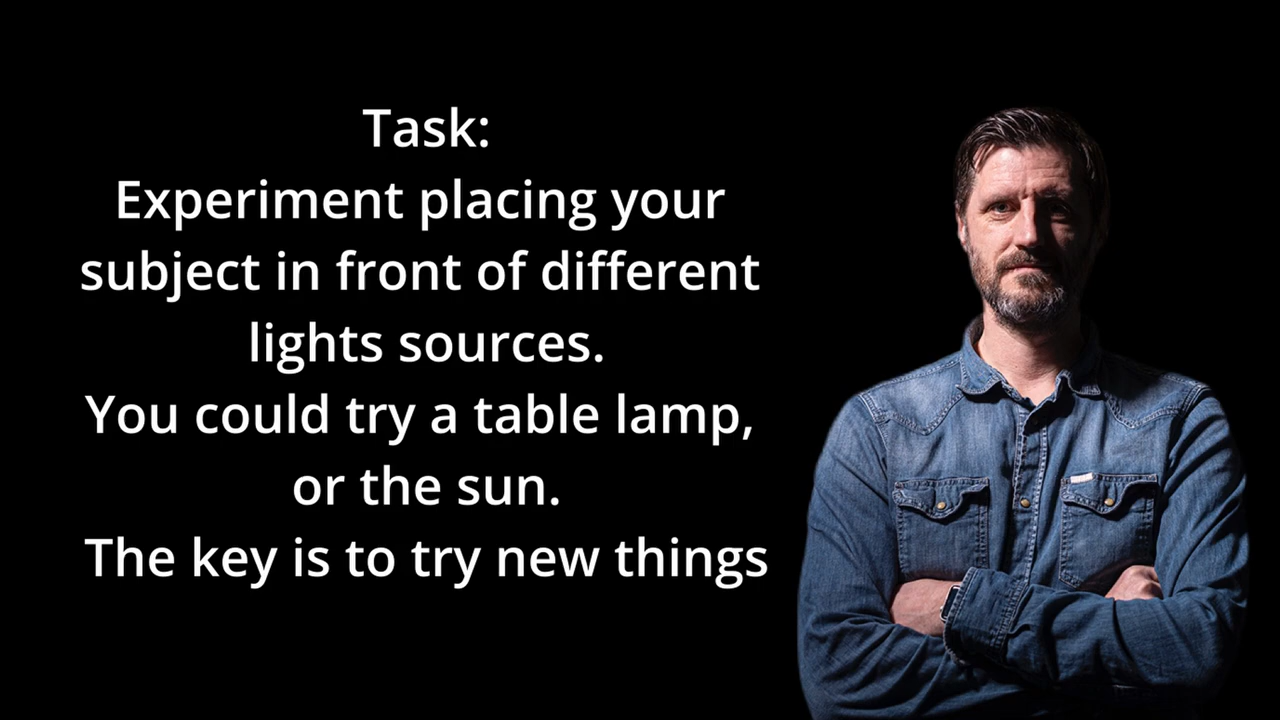 Task:
Experiment placing your
subject in front of different
lights sources.
You could try a table lamp,
or the sun.
The key is to try new things